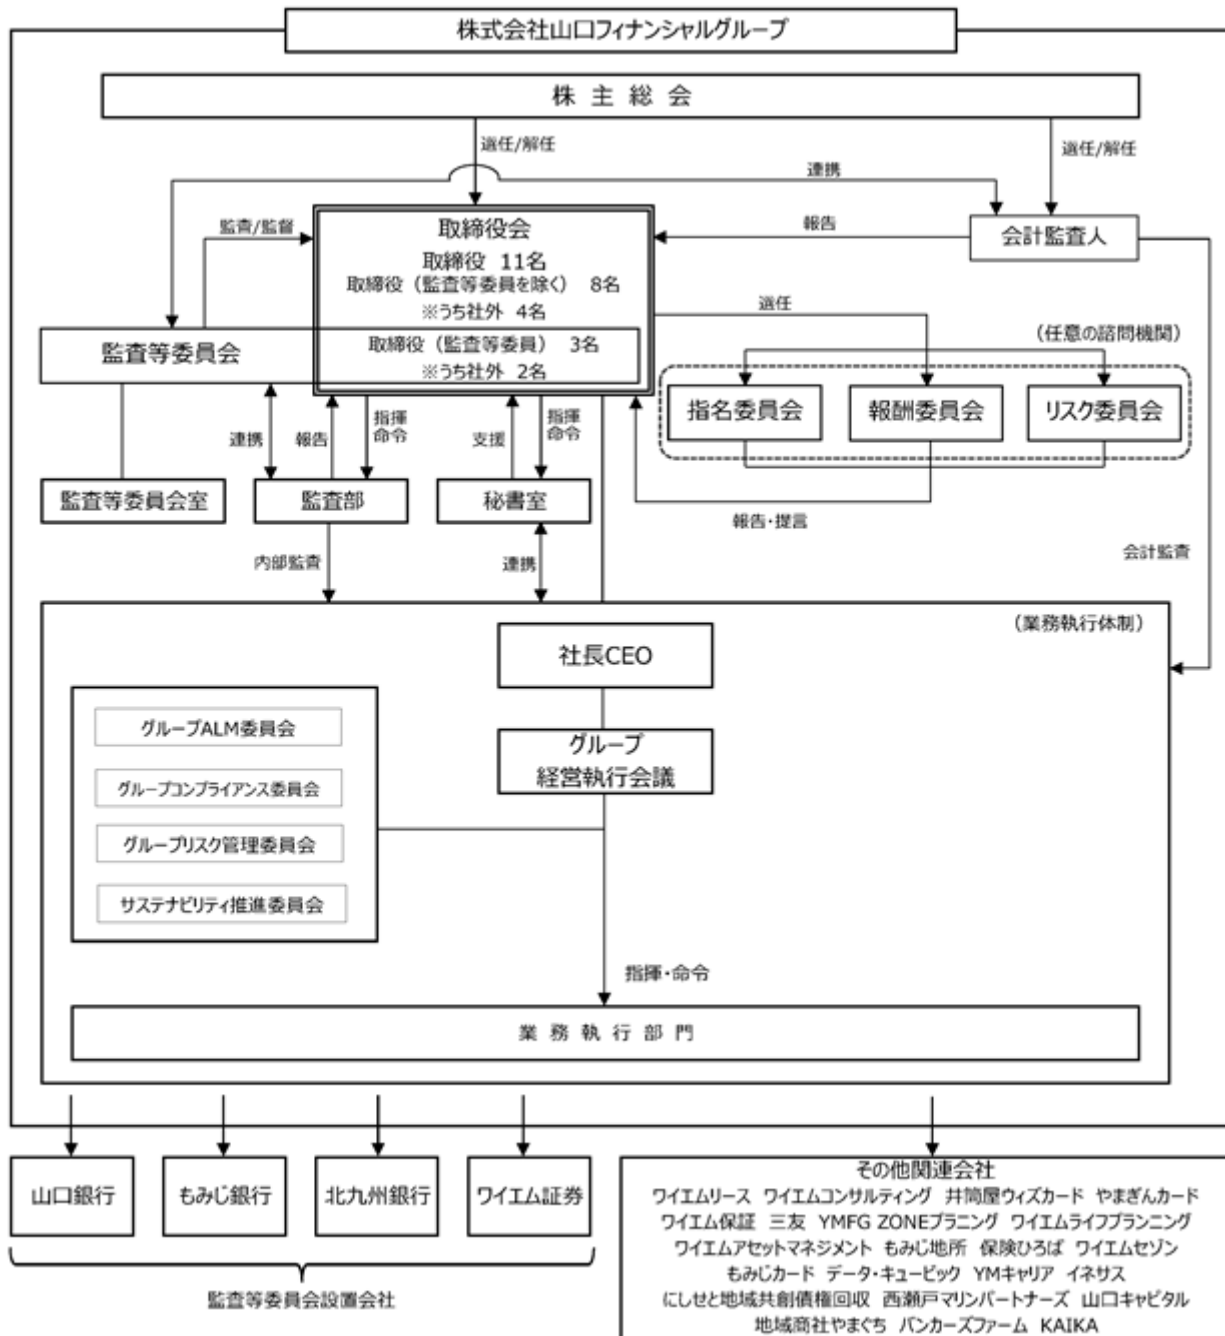 株式会社山口フィナンシャルグループ
株 主 総 会
選任/解任
選任/解任
連携
監査/監督
取締役会
取締役 11名
取締役（監査等委員を除く） 8名
※うち社外 4名
報告
会計監査人
選任
（任意の諮問機関）
監査等委員会
取締役（監査等委員） 3名
※うち社外 2名
指名委員会
報酬委員会
リスク委員会
連携
報告
指揮
命令
支援
指揮
命令
監査等委員会室
監査部
秘書室
報告・提言
会計監査
内部監査
連携
（業務執行体制）
社長CEO
グループ
経営執行会議
グループALM委員会
グループコンプライアンス委員会
グループリスク管理委員会
サステナビリティ推進委員会
指揮・命令
業 務 執 行 部 門
山口銀行
もみじ銀行
北九州銀行
ワイエム証券
監査等委員会設置会社
その他関連会社
ワイエムリース ワイエムコンサルティング 井筒屋ウィズカード やまぎんカード
ワイエム保証 三友 YMFG ZONEプラニング ワイエムライフプランニング
ワイエムアセットマネジメント もみじ地所 保険ひろば ワイエムセゾン
もみじカード データ・キュービック YMキャリア イネサス
にしせと地域共創債権回収 西瀬戸マリンパートナーズ 山口キャピタル
地域商社やまぐち バンカーズファーム KAIKA